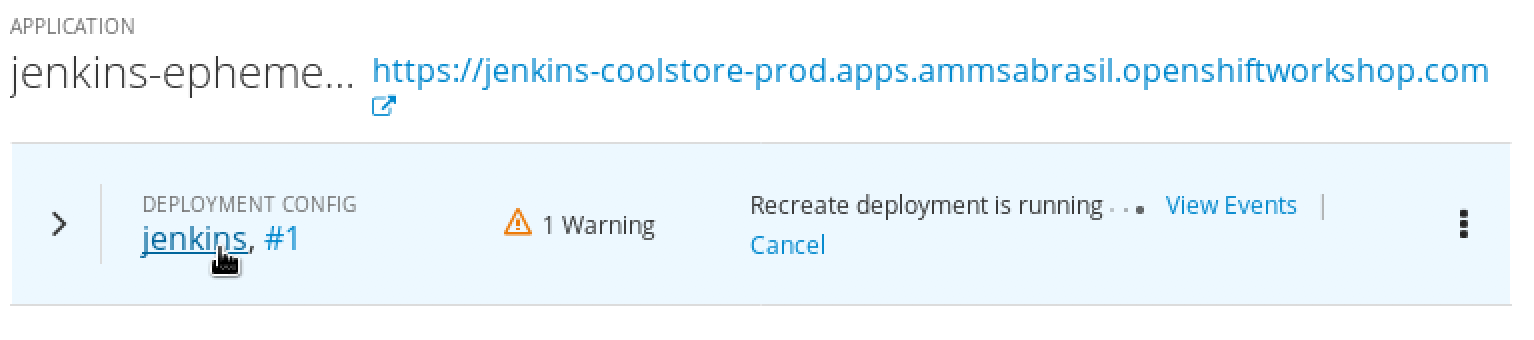 APPLICATION
jenkins-epheme... https://jenkins-coolstore-prod.apps.ammsabrasil.openshiftworkshop.com
DEPLOYMENT CONFIG
jenkins, #1
1 Warning
Recreate deployment is running... View Events |
Cancel